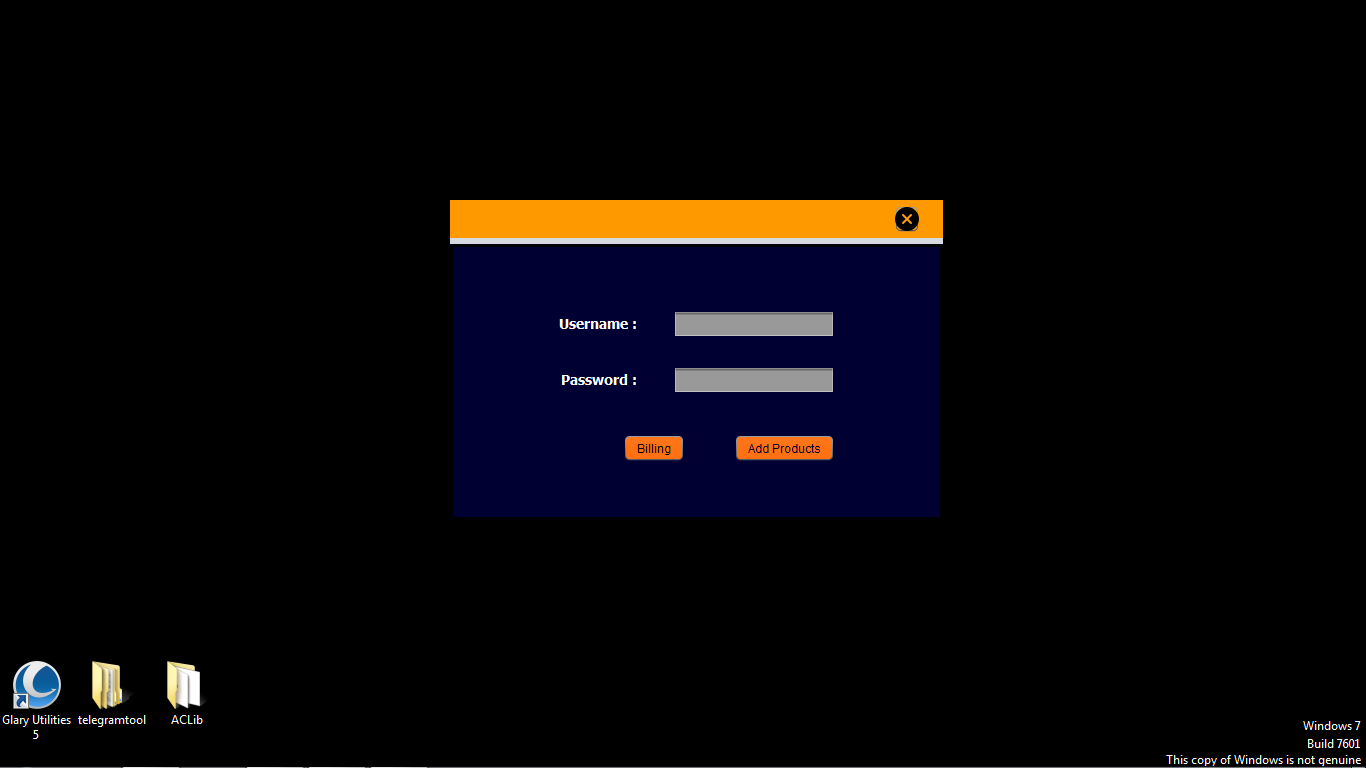 Username :
Password :
Billing
Add Products
Glary Utilities
5
telegramtool
ACLib
Windows 7
Build 7601
This copy of Windows is not genuine